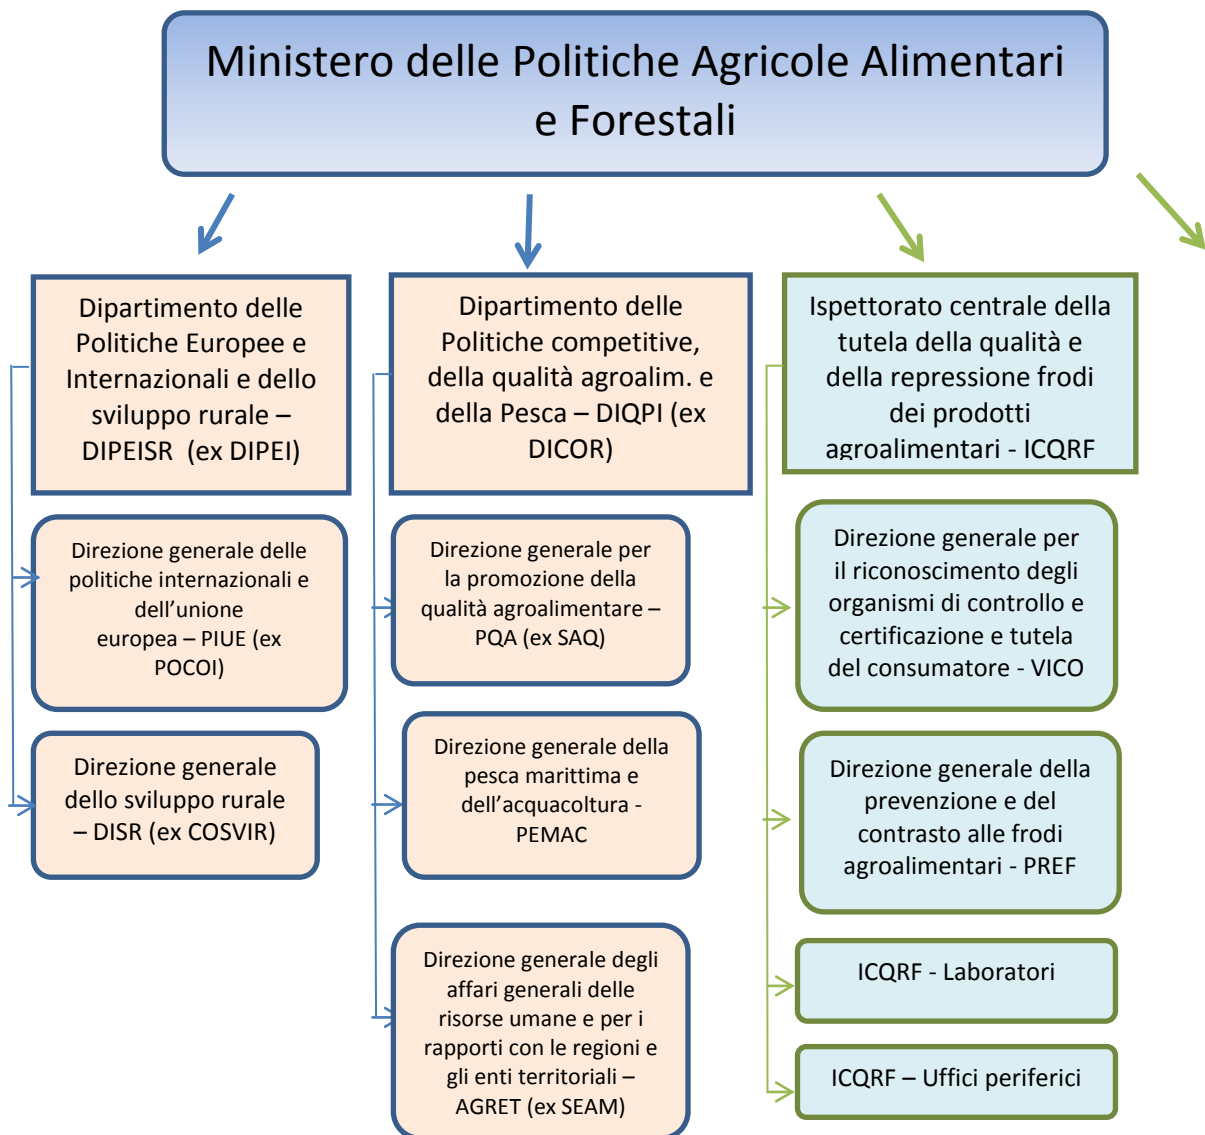 Ministero delle Politiche Agricole Alimentari
e Forestali
Dipartimento delle
Politiche Europee e
Internazionali e dello
sviluppo rurale –
DIPEISR  (ex DIPEI)
Direzione generale delle
politiche internazionali e
dell’unione
europea – PIUE (ex
POCOI)
Direzione generale
dello sviluppo rurale
– DISR (ex COSVIR)
Dipartimento delle
Politiche competitive,
della qualità agroalim. e
della Pesca – DIQPI (ex
DICOR)
Direzione generale per
la promozione della
qualità agroalimentare –
PQA (ex SAQ)
Direzione generale della
pesca marittima e
dell’acquacoltura -
PEMAC
Direzione generale degli
affari generali delle
risorse umane e per i
rapporti con le regioni e
gli enti territoriali –
AGRET (ex SEAM)
Ispettorato centrale della
tutela della qualità e
della repressione frodi
dei prodotti
agroalimentari - ICQRF
Direzione generale per
il riconoscimento degli
organismi di controllo e
certificazione e tutela
del consumatore - VICO
Direzione generale della
prevenzione e del
contrasto alle frodi
agroalimentari - PREF
ICQRF - Laboratori
ICQRF – Uffici periferici